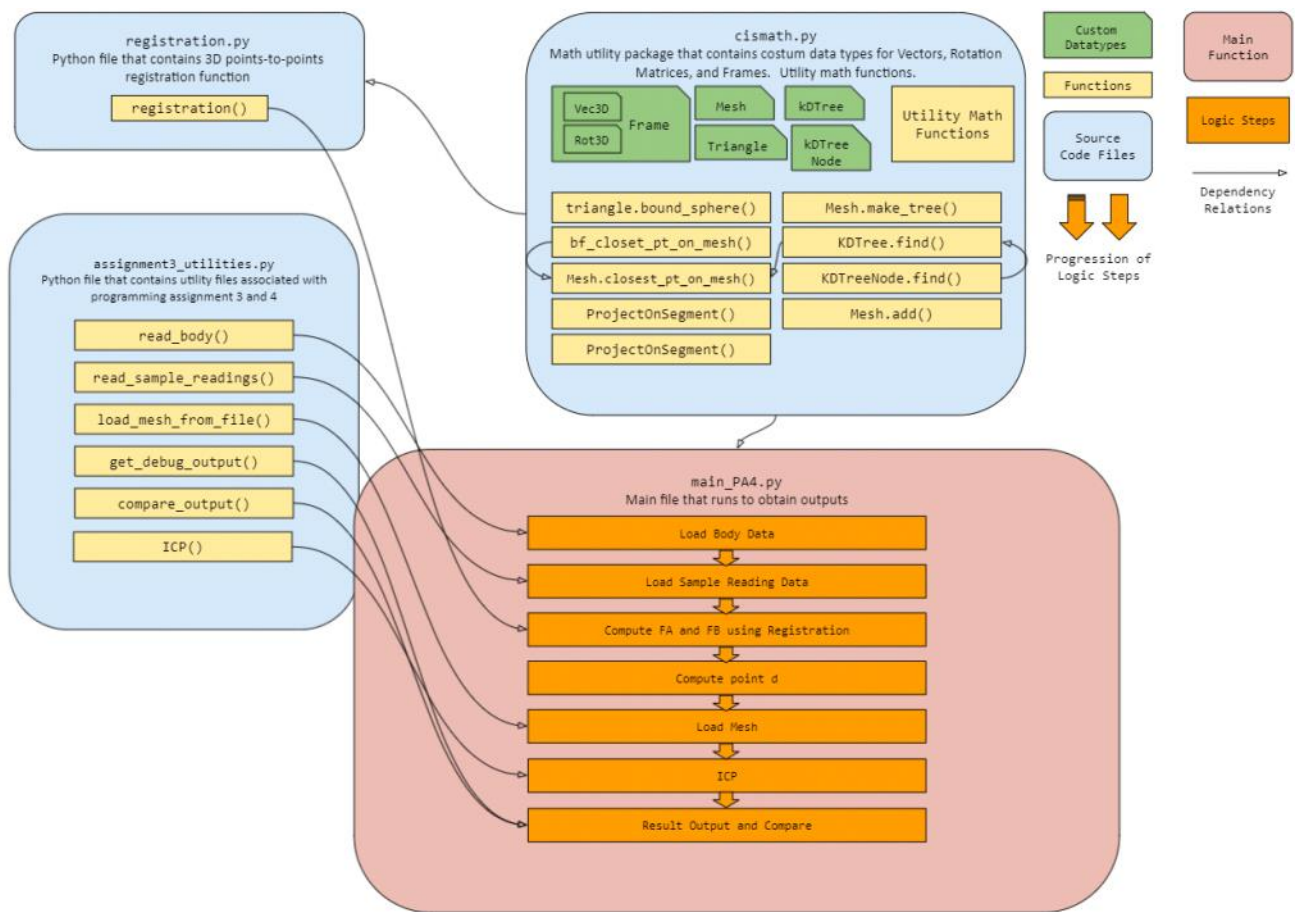 registration.py
Python file that contains 3D points-to-points
registration function
registration()
cismath.py
Math utility package that contains costum data types for Vectors, Rotation
Matrices, and Frames.  Utility math functions.
Vec3D
Rot3D
Frame
Mesh
Triangle
kDTree
kDTree
Node
Utility Math
Functions
triangle.bound_sphere()
bf_closet_pt_on_mesh()
Mesh.closest_pt_on_mesh()
ProjectOnSegment()
ProjectOnSegment()
Mesh.make_tree()
KDTree.find()
KDTreeNode.find()
Mesh.add()
Custom
Datatypes
Functions
Source
Code Files
Progression of
Logic Steps
Main
Function
Logic Steps
Dependency
Relations
assignment3_utilities.py
Python file that contains utility files associated with
programming assignment 3 and 4
read_body()
read_sample_readings()
load_mesh_from_file()
get_debug_output()
compare_output()
ICP()
main_PA4.py
Main file that runs to obtain outputs
Load Body Data
Load Sample Reading Data
Compute FA and FB using Registration
Compute point d
Load Mesh
ICP
Result Output and Compare